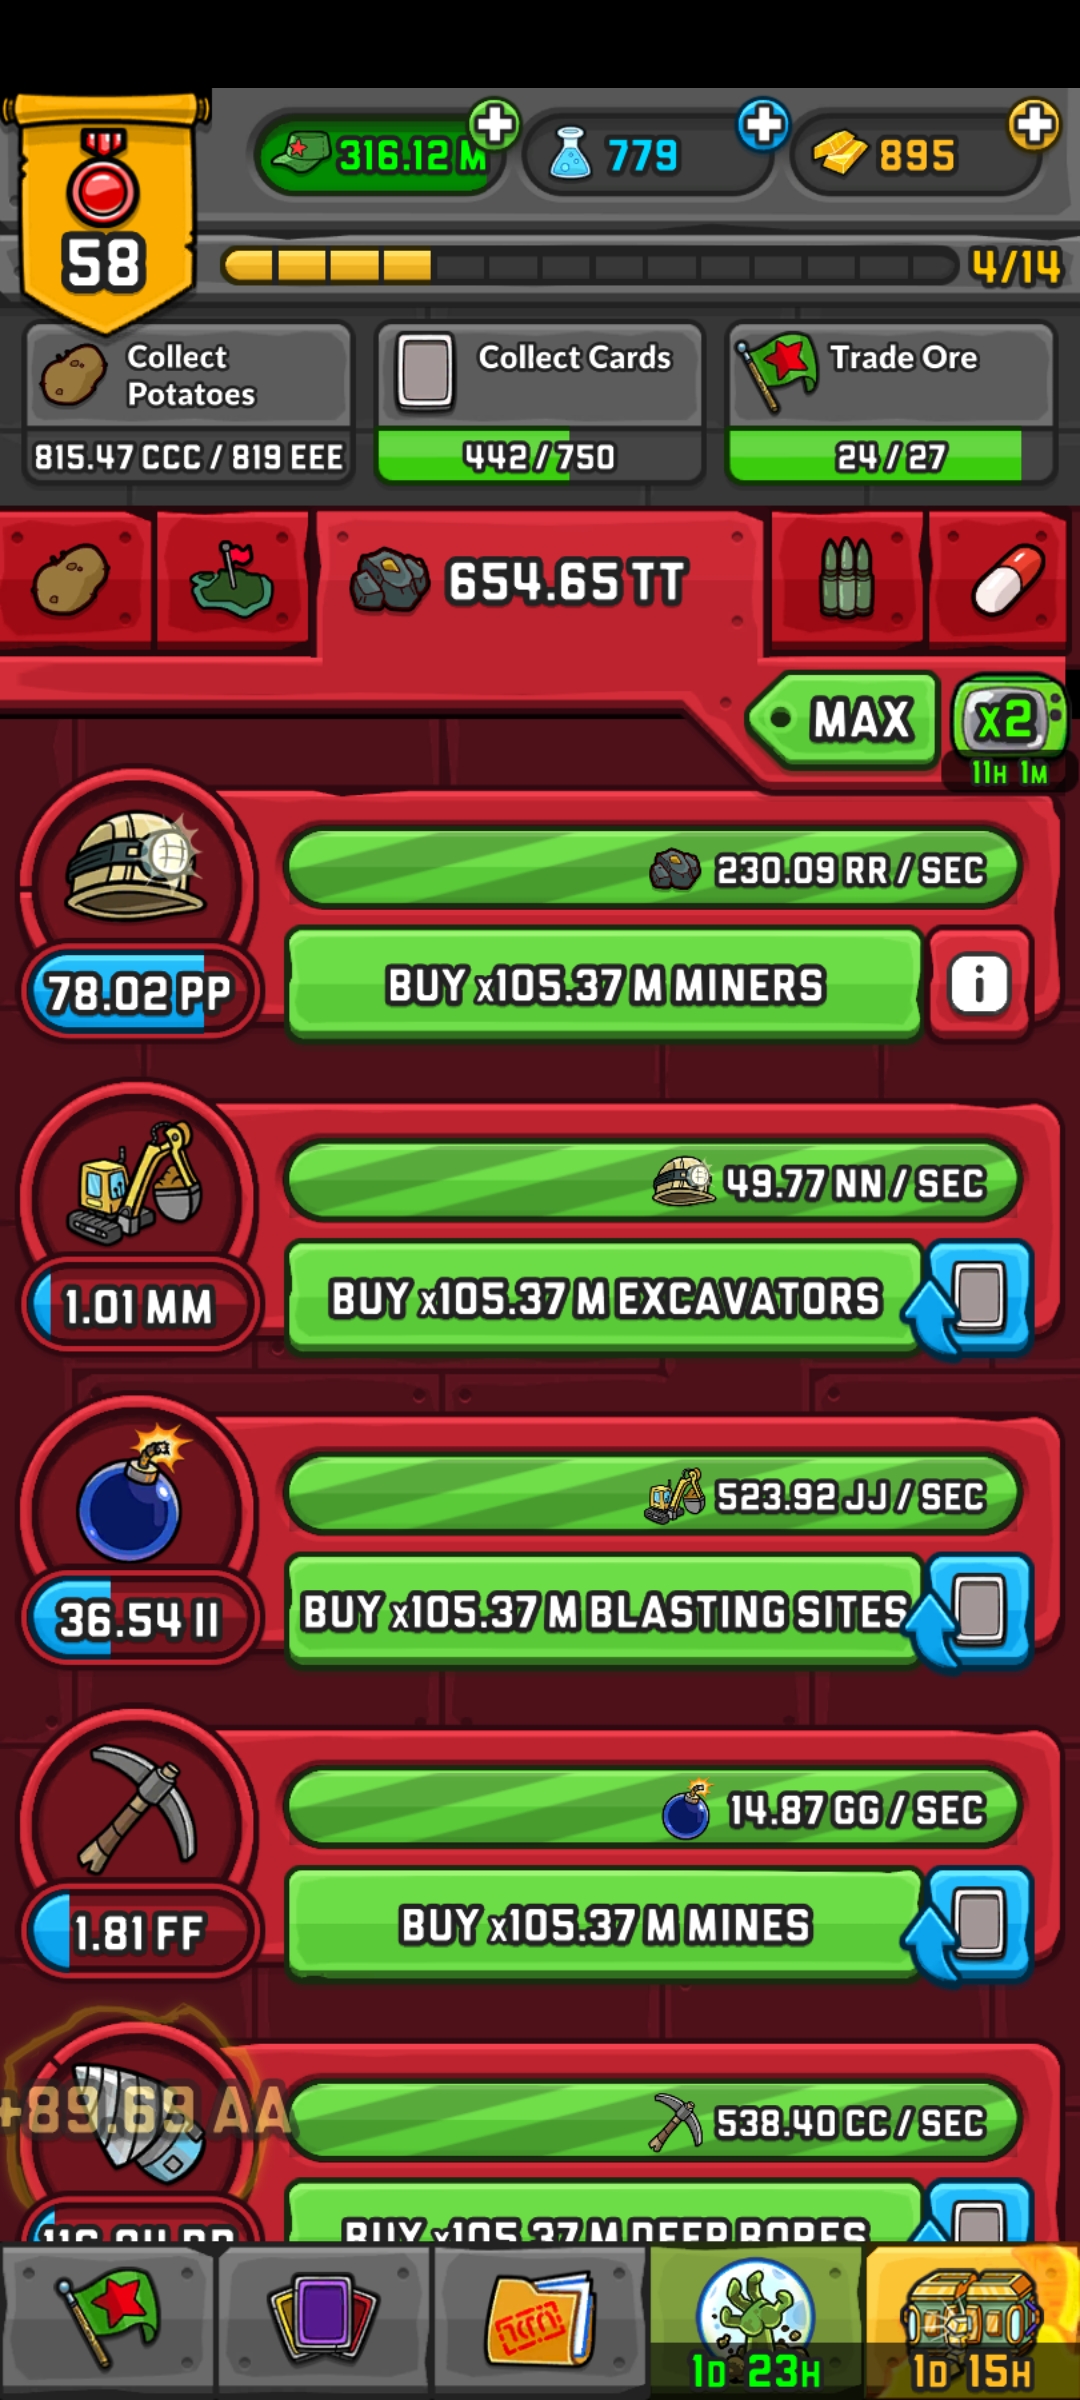 316.12 M
779
895
58
4/14
Collect Potatoes
815.47 CCC / 819 EEE
Collect Cards
442/750
Trade Ore
24/27
654.65 TT
MAX
x2
11H 1M
230.09 RR / SEC
78.02 PP
BUY x105.37 M MINERS
i
49.77 NN / SEC
1.01 MM
BUY x105.37 M EXCAVATORS
523.92 JJ / SEC
36.54 II
BUY x105.37 M BLASTING SITES
14.87 GG / SEC
1.81 FF
BUY x105.37 M MINES
+89.69 AA
538.40 CC / SEC
BUY x105.37 M DEEP BORES
1D 23H
1D 15H